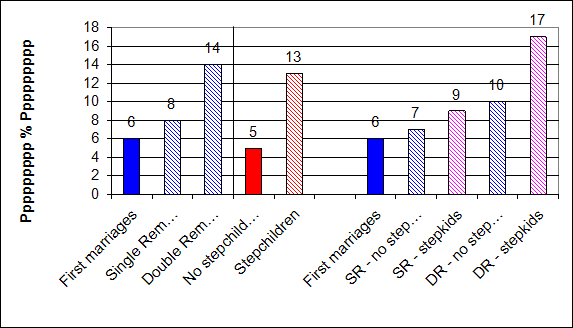 Ppppppppp % Ppppppppp
18
16
14
12
10
8
6
4
2
0
6
8
14
5
13
6
7
9
10
17
First marriages
Single Rem...
Double Rem...
No stepchild...
Stepchildren
First marriages
SR - no step...
SR - stepkids
DR - no step...
DR - stepkids